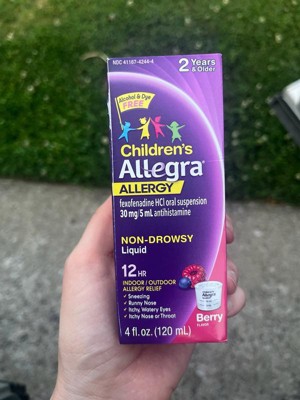 NDC 41167-4244-4
2 Years
& Older
Alcohol & Dye
FREE
Children's
Allegra®
ALLERGY
fexofenadine HCl oral suspension
30 mg/5 mL antihistamine
NON-DROWSY
Liquid
12 HR
INDOOR/OUTDOOR
ALLERGY RELIEF
✓ Sneezing
✓ Runny Nose
✓ Itchy, Watery Eyes
✓ Itchy Nose or Throat
4 fl. oz. (120 mL)
Berry
FLAVOR